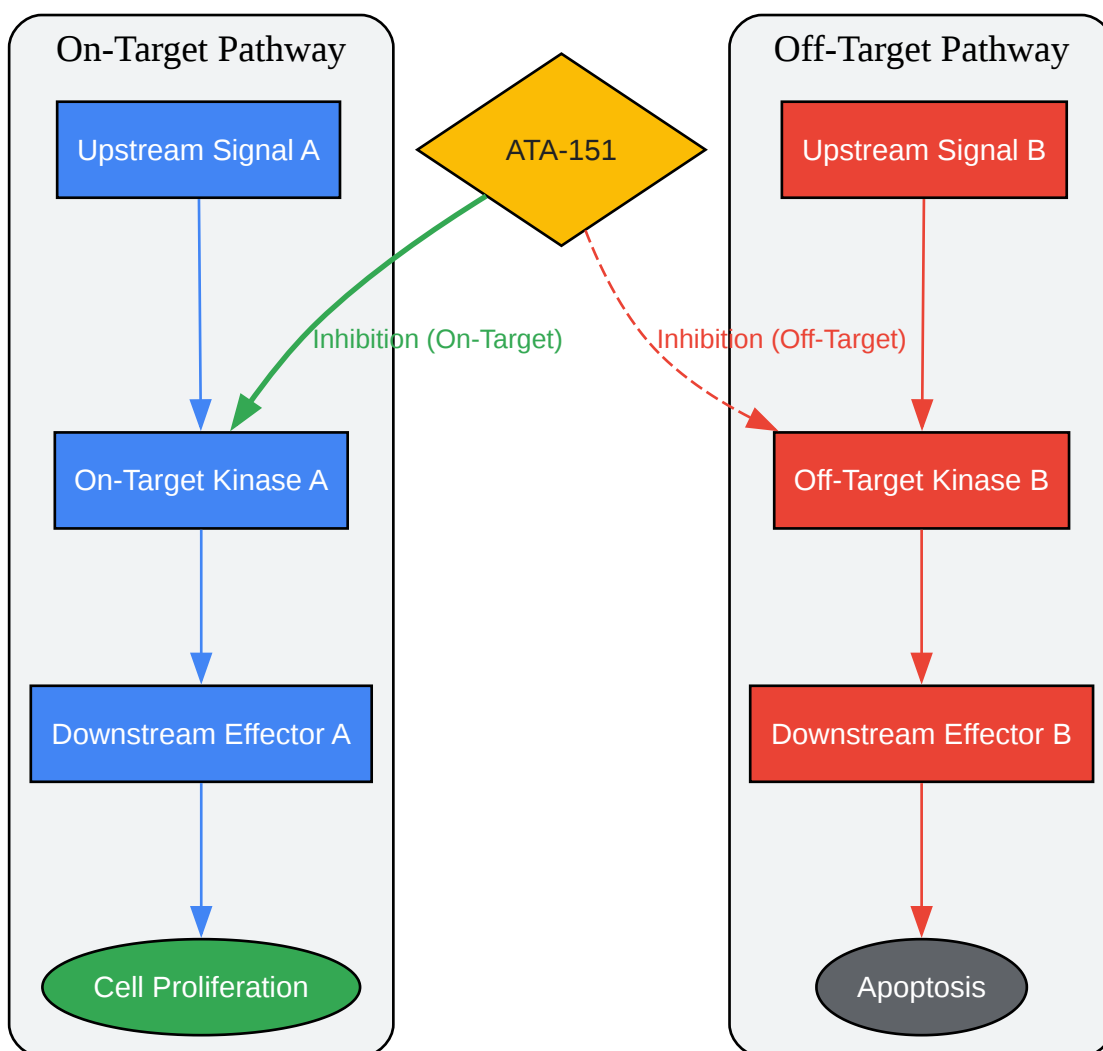 On-Target Pathway
Off-Target Pathway
Upstream Signal A
ATA-151
Upstream Signal B
Inhibition (On-Target)
Inhibition (Off-Target)
On-Target Kinase A
Off-Target Kinase B
Downstream Effector A
Downstream Effector B
Cell Proliferation
Apoptosis